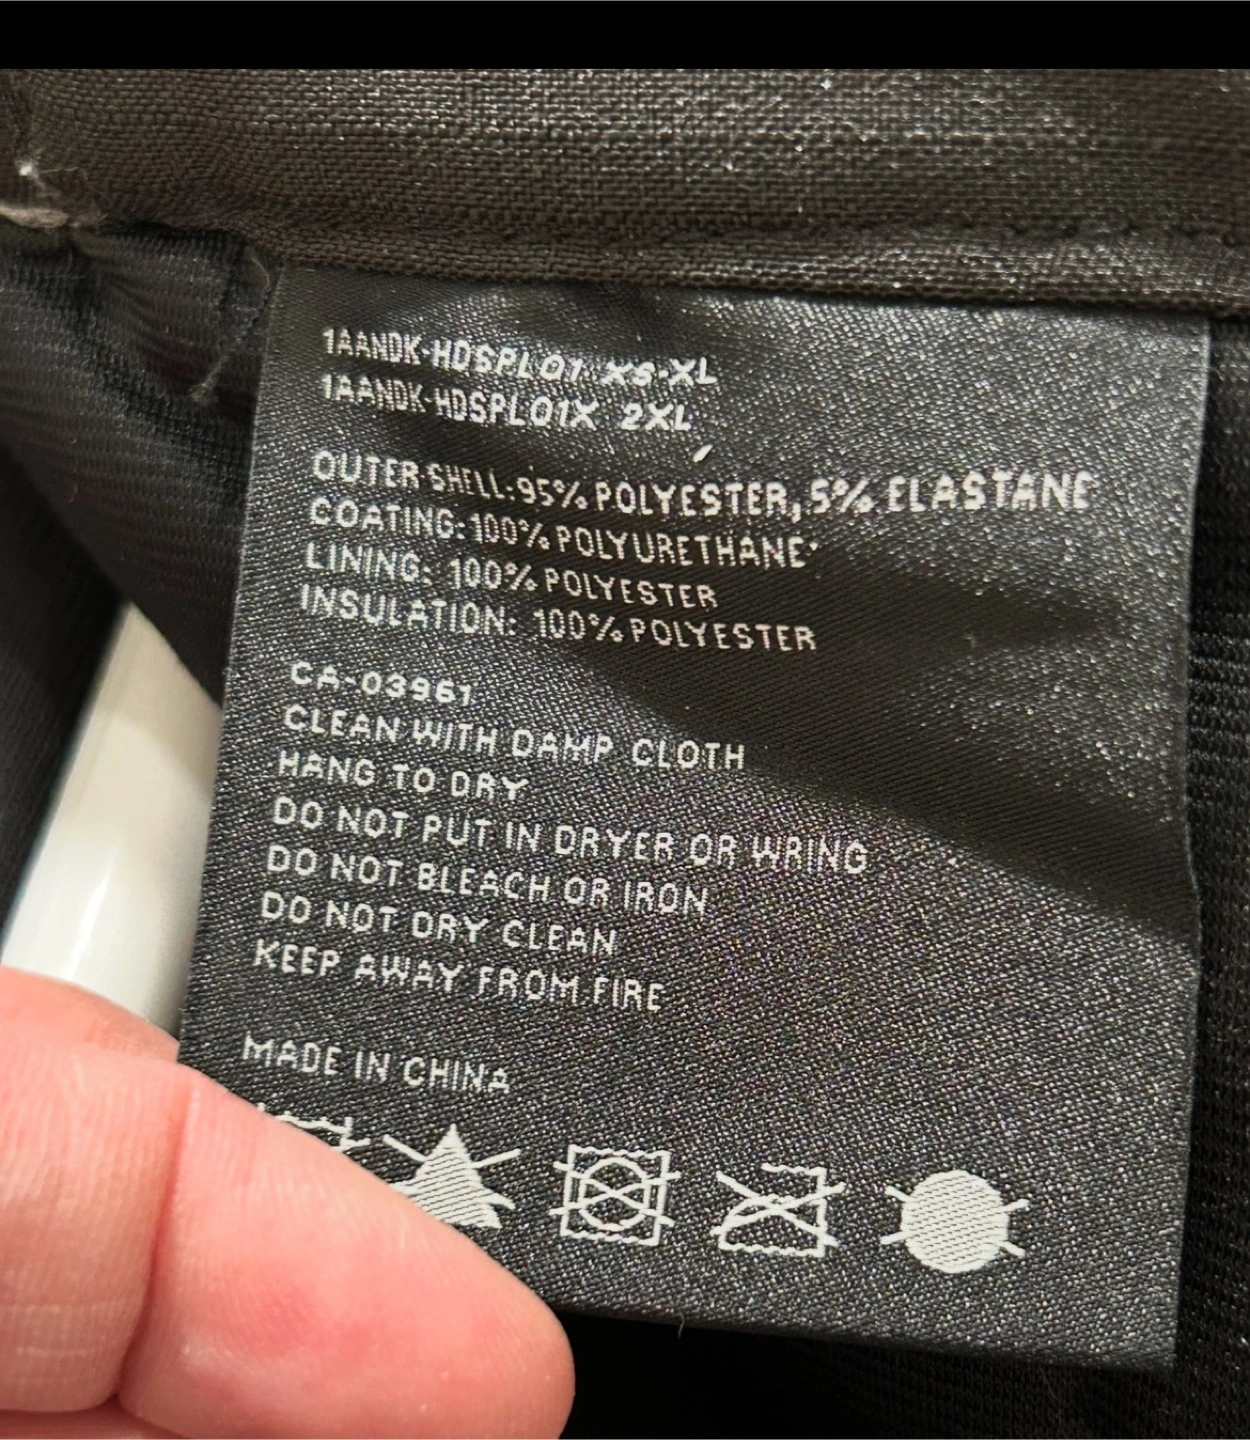 1AANDK-HDSPL01 XS-XL
1AANDK-HDSPL01X 2XL
OUTER SHELL: 95% POLYESTER, 5% ELASTANE
COATING: 100% POLYURETHANE
LINING: 100% POLYESTER
INSULATION: 100% POLYESTER
CA-03961
CLEAN WITH DAMP CLOTH
HANG TO DRY
DO NOT PUT IN DRYER OR WRING
DO NOT BLEACH OR IRON
DO NOT DRY CLEAN
KEEP AWAY FROM FIRE
MADE IN CHINA